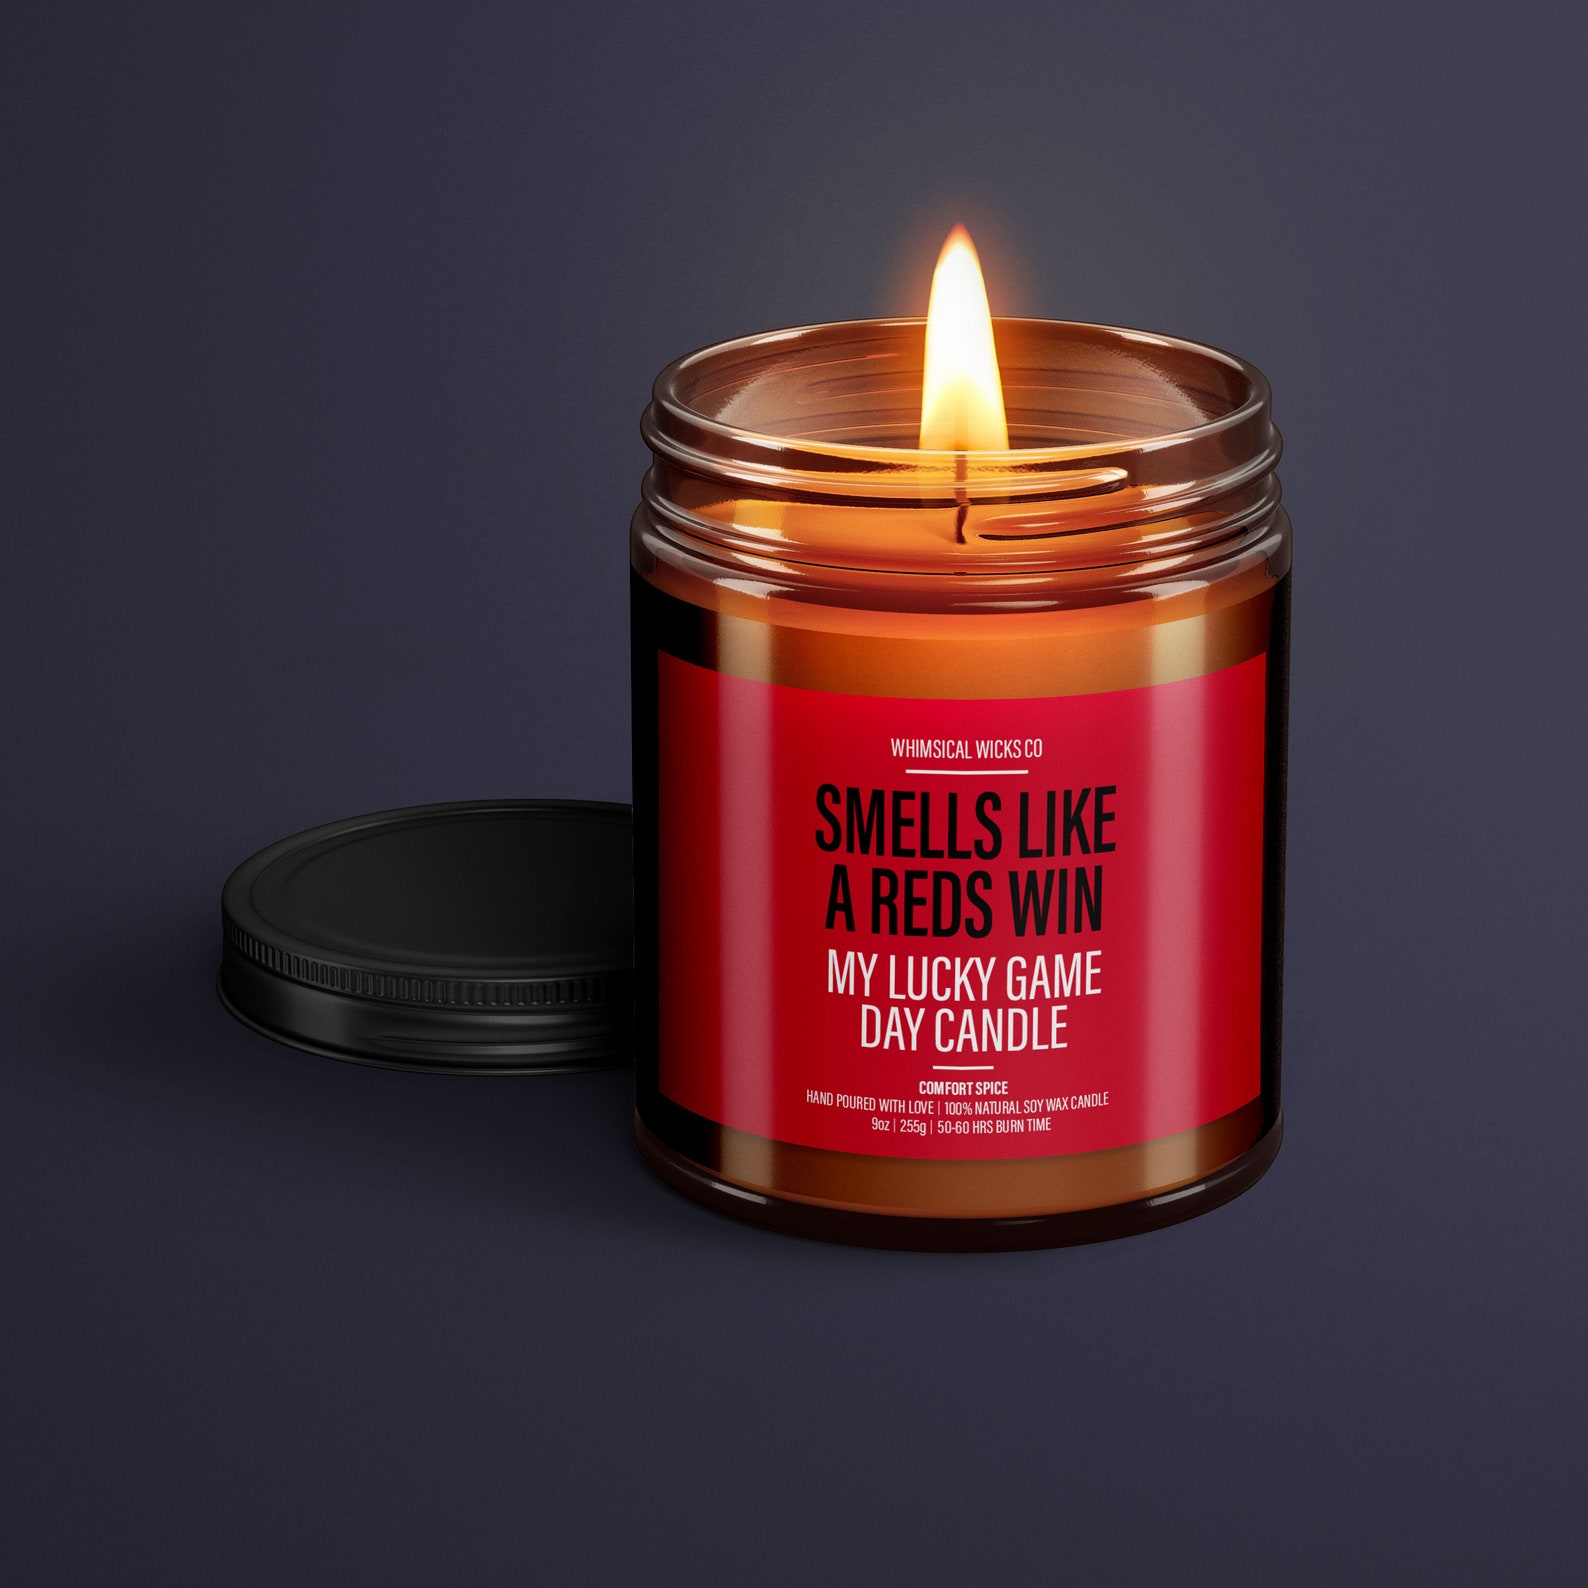 WHIMSICAL WICKS CO
SMELLS LIKE
A REDS WIN
MY LUCKY GAME
DAY CANDLE
COMFORT SPICE
HAND POURED WITH LOVE | 100% NATURAL SOY WAX CANDLE
9oz | 255g | 50-60 HRS BURN TIME